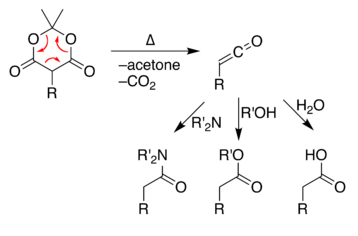 O O
O O
R
Δ
–acetone
–CO2
C O
R
R'2N
R'OH
H2O
R'2N R'O HO
O O O
R R R